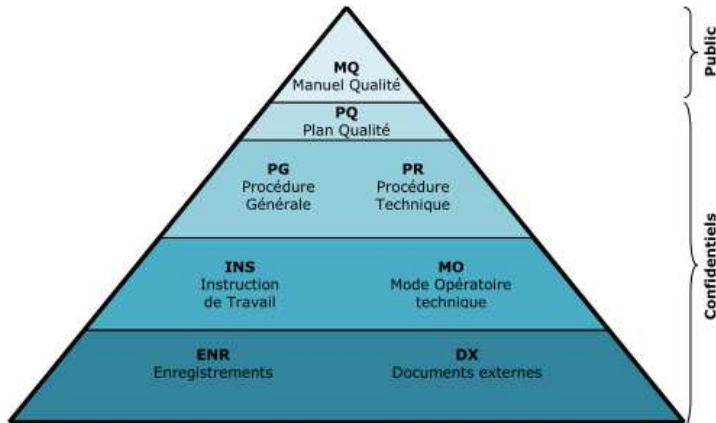 MQ
Manuel Qualité
PQ
Plan Qualité
PG
Procédure
Générale
PR
Procédure
Technique
INS
Instruction
de Travail
MO
Mode Opératoire
technique
ENR
Enregistrements
DX
Documents externes
Public
Confidentiels